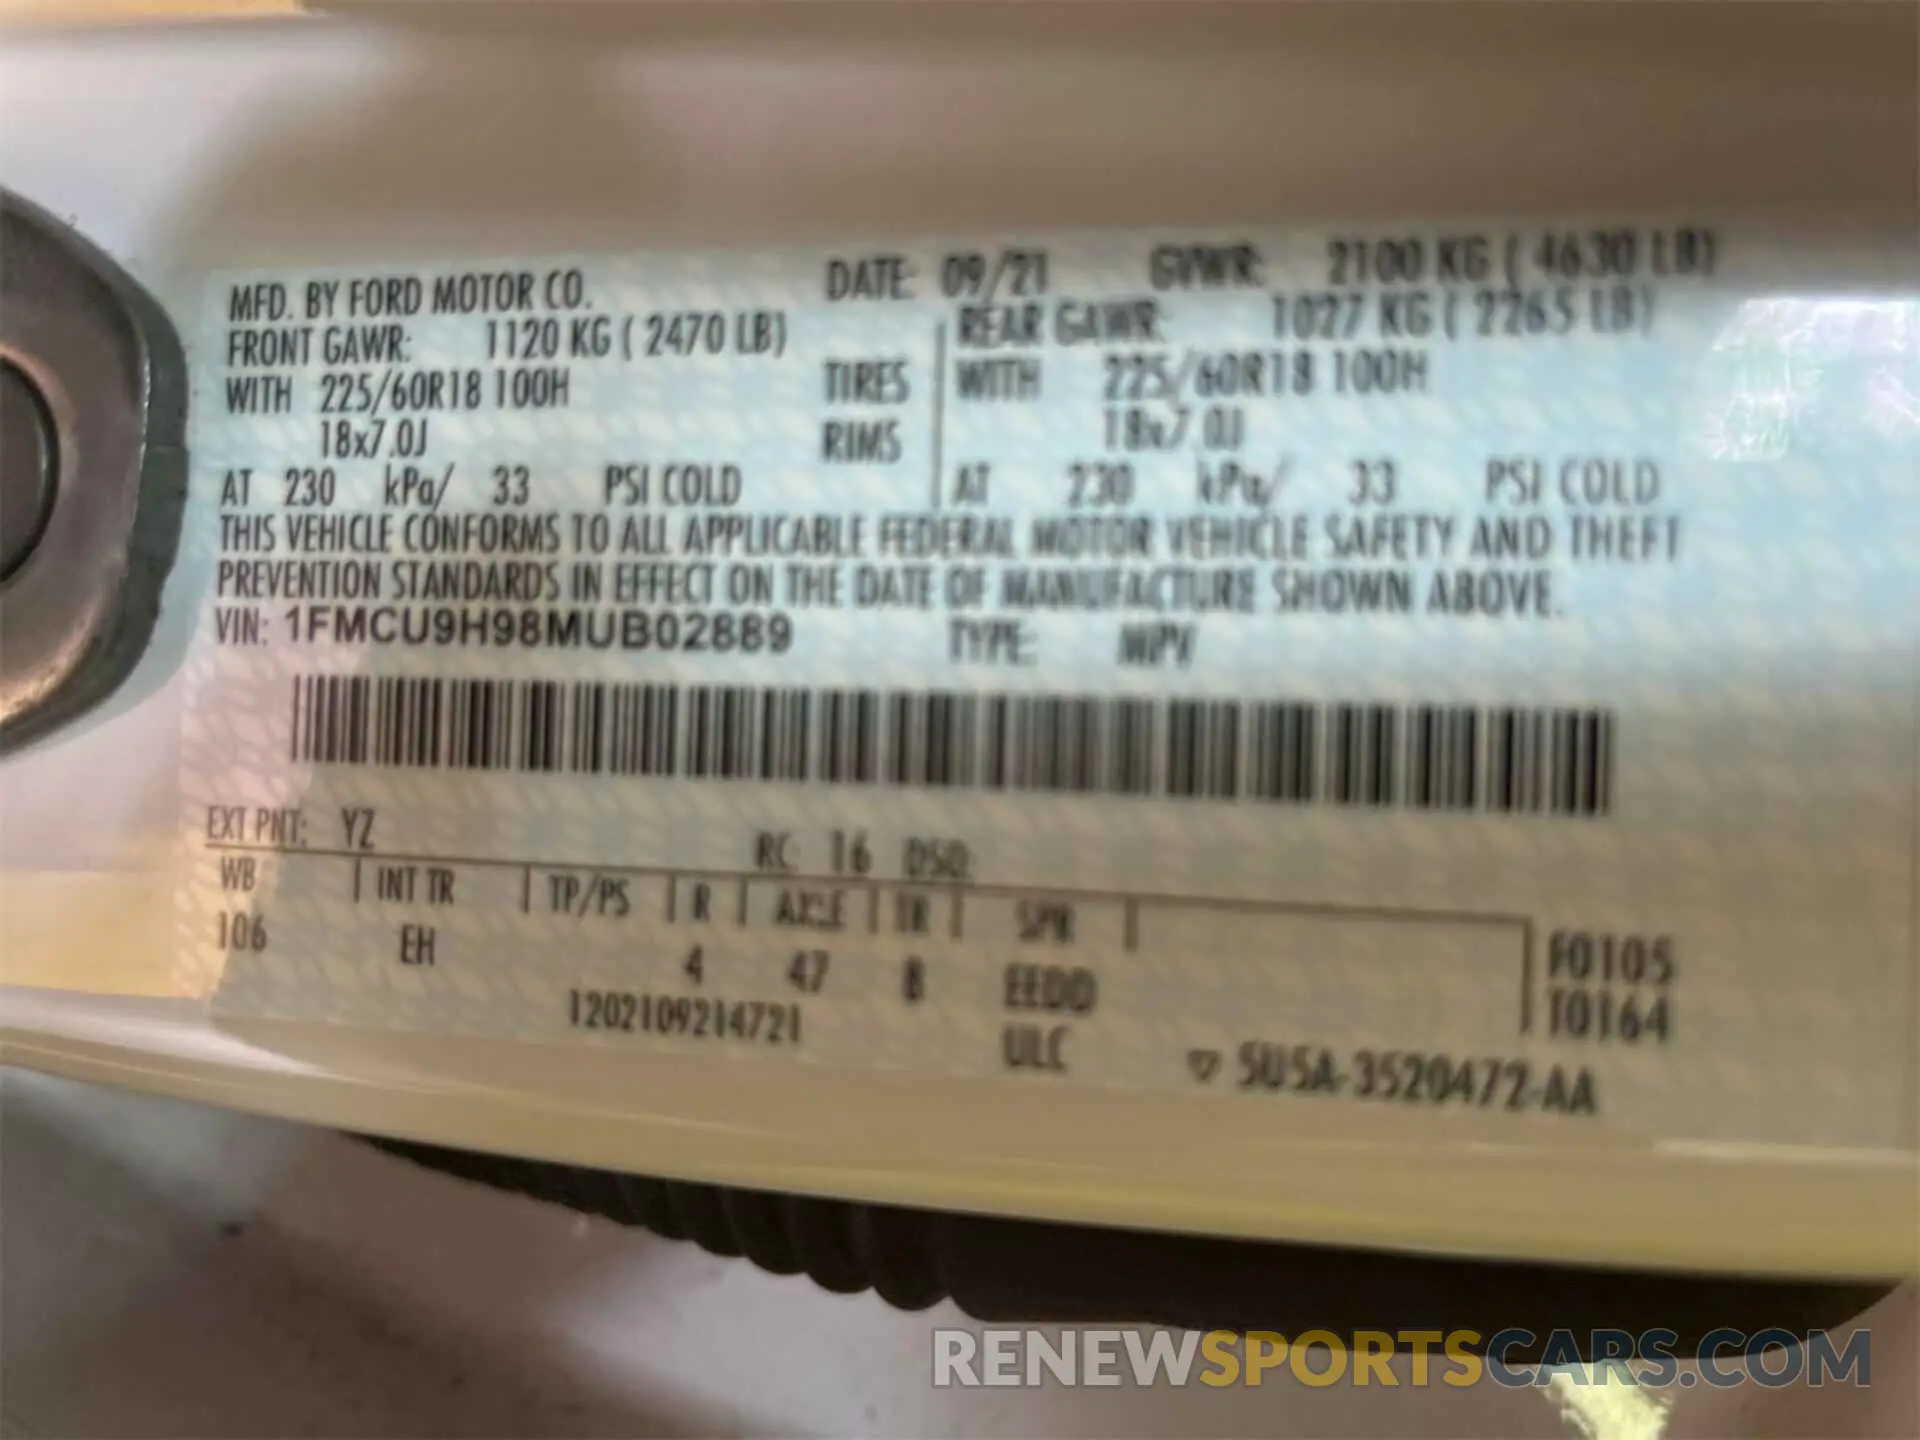 MFD. BY FORD MOTOR CO. DATE: 09/21 GVWR: 2100 KG ( 4630 LB)
FRONT GAWR: 1120 KG ( 2470 LB) REAR GAWR: 1027 KG ( 2265 LB)
WITH 225/60R18 100H TIRES WITH 225/60R18 100H
18x7.0J RIMS 18x7.0J
AT 230 kPa/ 33 PSI COLD AT 230 kPa/ 33 PSI COLD
THIS VEHICLE CONFORMS TO ALL APPLICABLE FEDERAL MOTOR VEHICLE SAFETY AND THEFT
PREVENTION STANDARDS IN EFFECT ON THE DATE OF MANUFACTURE SHOWN ABOVE.
VIN: 1FMCU9H98MUB02889 TYPE: MPV
EXT PNT: YZ RC: 16 DSO:
WB INT TR TP/PS R AXLE TR SPR
106 EH 4 47 8 EEDD
F0105
T0164
1202109214721 ULC
▽ 5U5A-3520472-AA
RENEWSPORTSCARS.COM